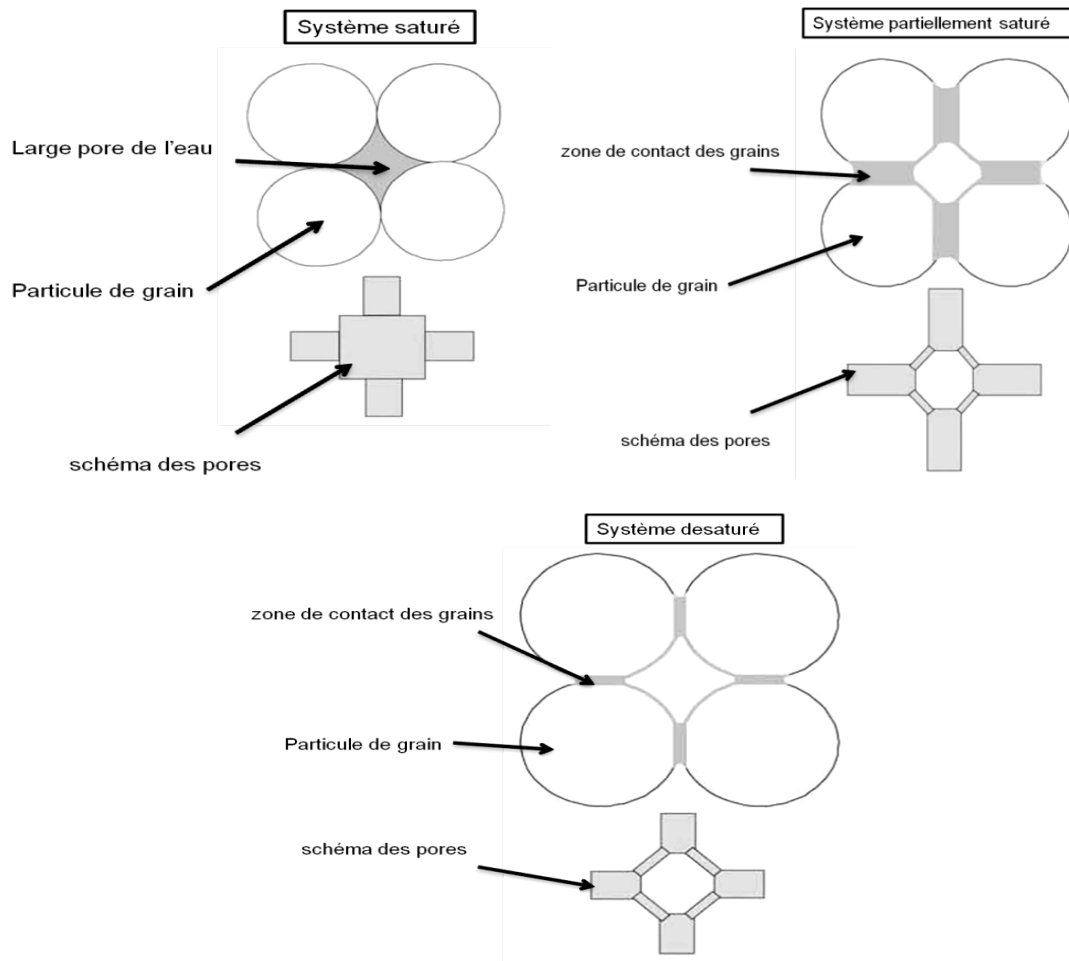 Système saturé
Large pore de l'eau
Particule de grain
schéma des pores
Système partiellement saturé
zone de contact des grains
Particule de grain
schéma des pores
Système desaturé
zone de contact des grains
Particule de grain
schéma des pores